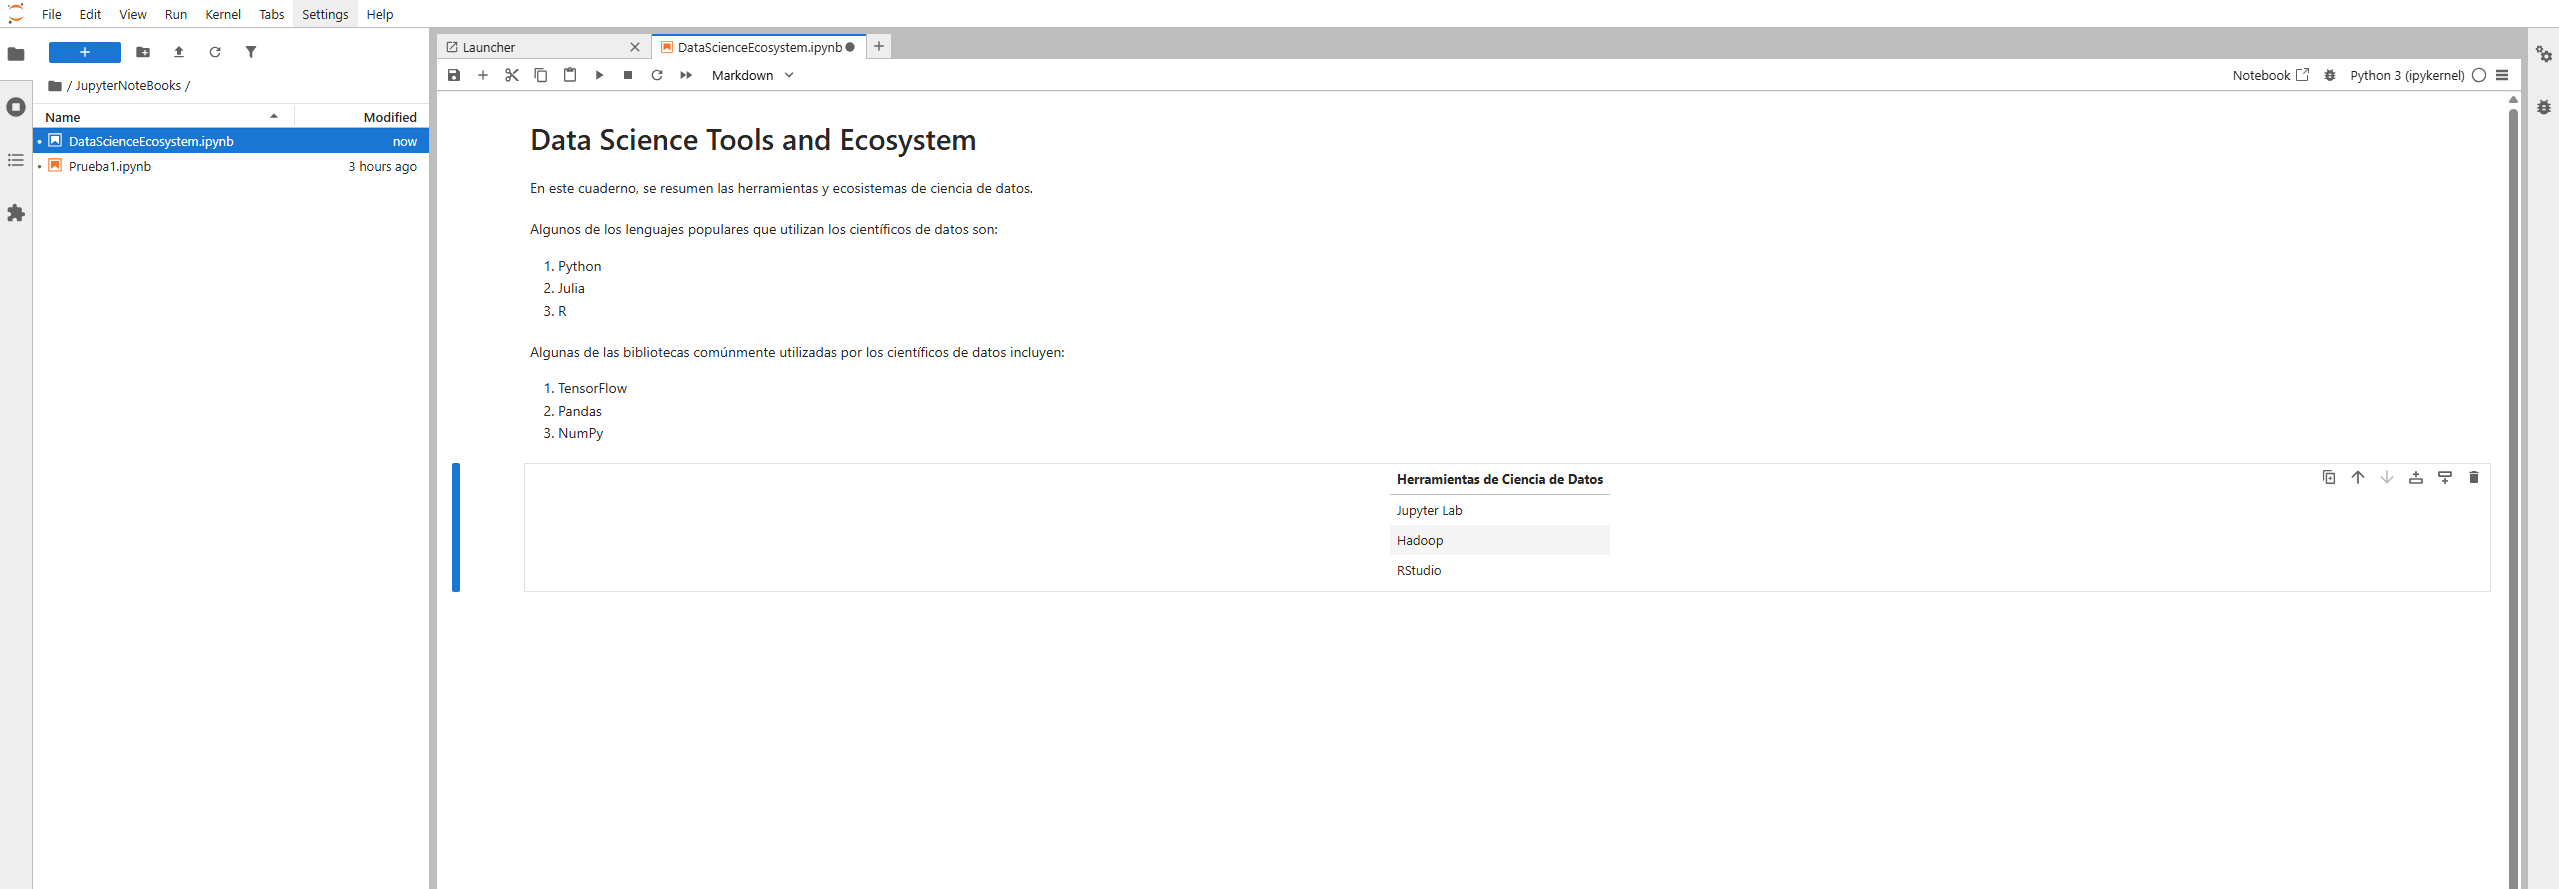 File Edit View Run Kernel Tabs Settings Help
+
/ JupyterNoteBooks /
Name Modified
DataScienceEcosystem.ipynb now
Prueba1.ipynb 3 hours ago
Launcher DataScienceEcosystem.ipynb
Markdown Notebook Python 3 (ipykernel)
Data Science Tools and Ecosystem
En este cuaderno, se resumen las herramientas y ecosistemas de ciencia de datos.
Algunos de los lenguajes populares que utilizan los científicos de datos son:
1. Python
2. Julia
3. R
Algunas de las bibliotecas comúnmente utilizadas por los científicos de datos incluyen:
1. TensorFlow
2. Pandas
3. NumPy
Herramientas de Ciencia de Datos
Jupyter Lab
Hadoop
RStudio